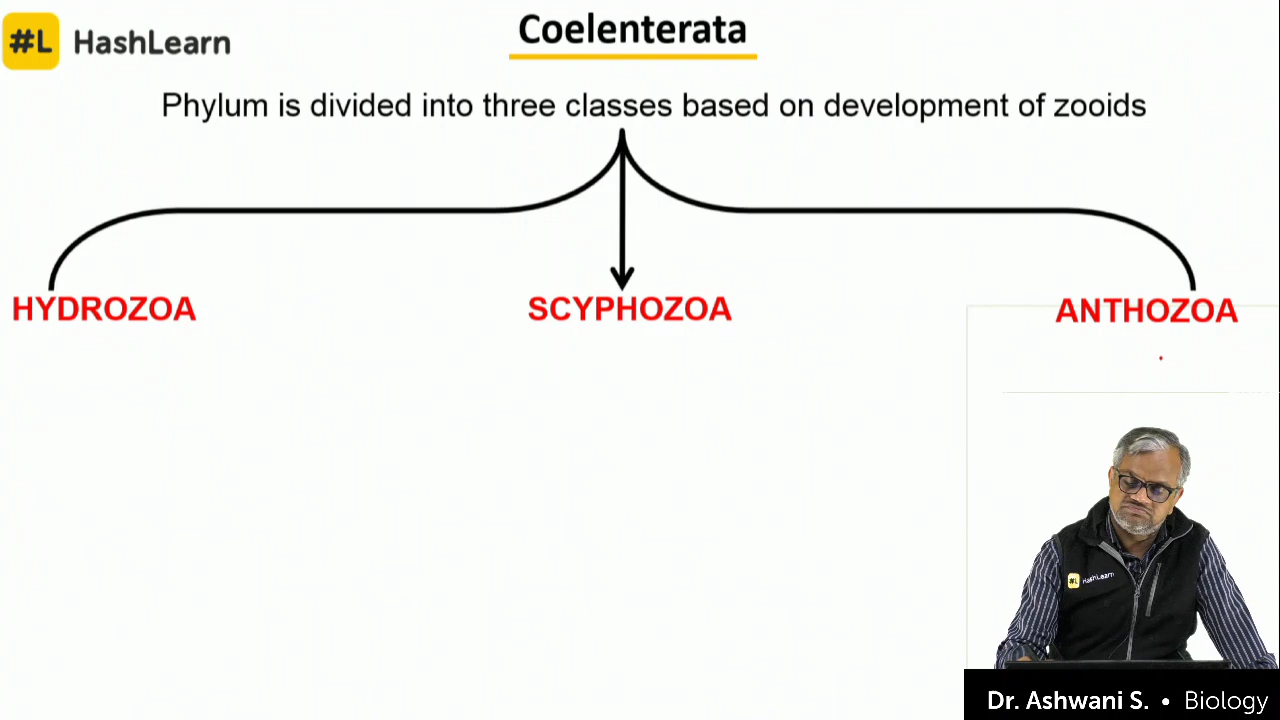 #L HashLearn
Coelenterata
Phylum is divided into three classes based on development of zooids
HYDROZOA
SCYPHOZOA
ANTHOZOA
#L HashLearn
Dr. Ashwani S. • Biology